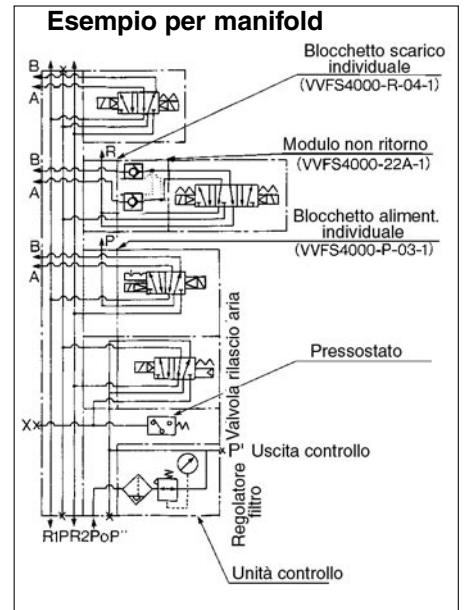 Esempio per manifold
Blocchetto scarico
individuale
(VVFS4000-R-04-1)
B
A
R
Modulo non ritorno
(VVFS4000-22A-1)
B
A
Blocchetto aliment.
individuale
(VVFS4000-P-03-1)
P
B
A
Valvola rilascio aria
Pressostato
X
P' Uscita controllo
Regolatore
filtro
R1PR2PoP¨
Unità controllo